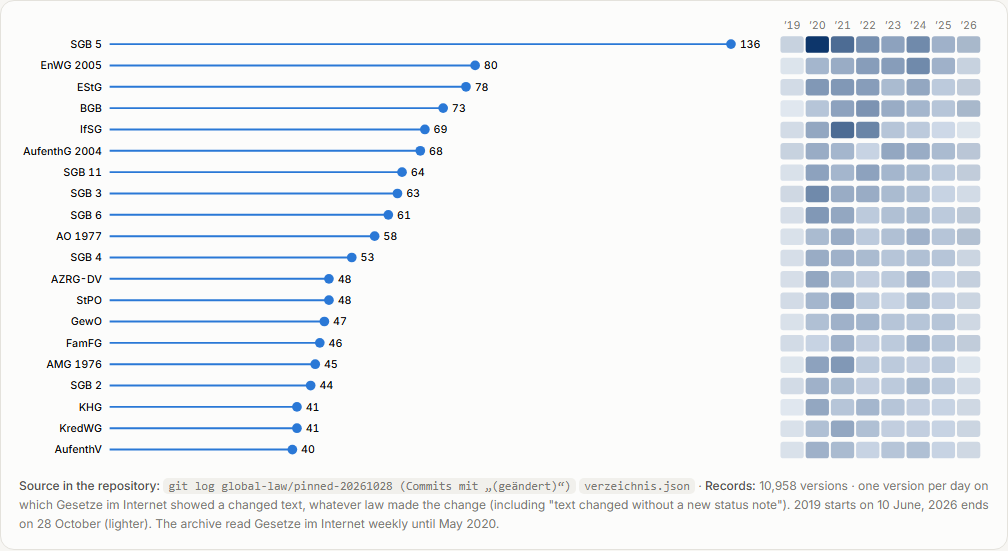 '19 '20 '21 '22 '23 '24 '25 '26
SGB 5 136
EnWG 2005 80
EStG 78
BGB 73
IfSG 69
AufenthG 2004 68
SGB 11 64
SGB 3 63
SGB 6 61
AO 1977 58
SGB 4 53
AZRG-DV 48
StPO 48
GewO 47
FamFG 46
AMG 1976 45
SGB 2 44
KHG 41
KredWG 41
AufenthV 40
Source in the repository: git log global-law/pinned-20261028 (Commits mit „(geändert)“) verzeichnis.json · Records: 10,958 versions · one version per day on
which Gesetze im Internet showed a changed text, whatever law made the change (including "text changed without a new status note"). 2019 starts on 10 June, 2026 ends
on 28 October (lighter). The archive read Gesetze im Internet weekly until May 2020.